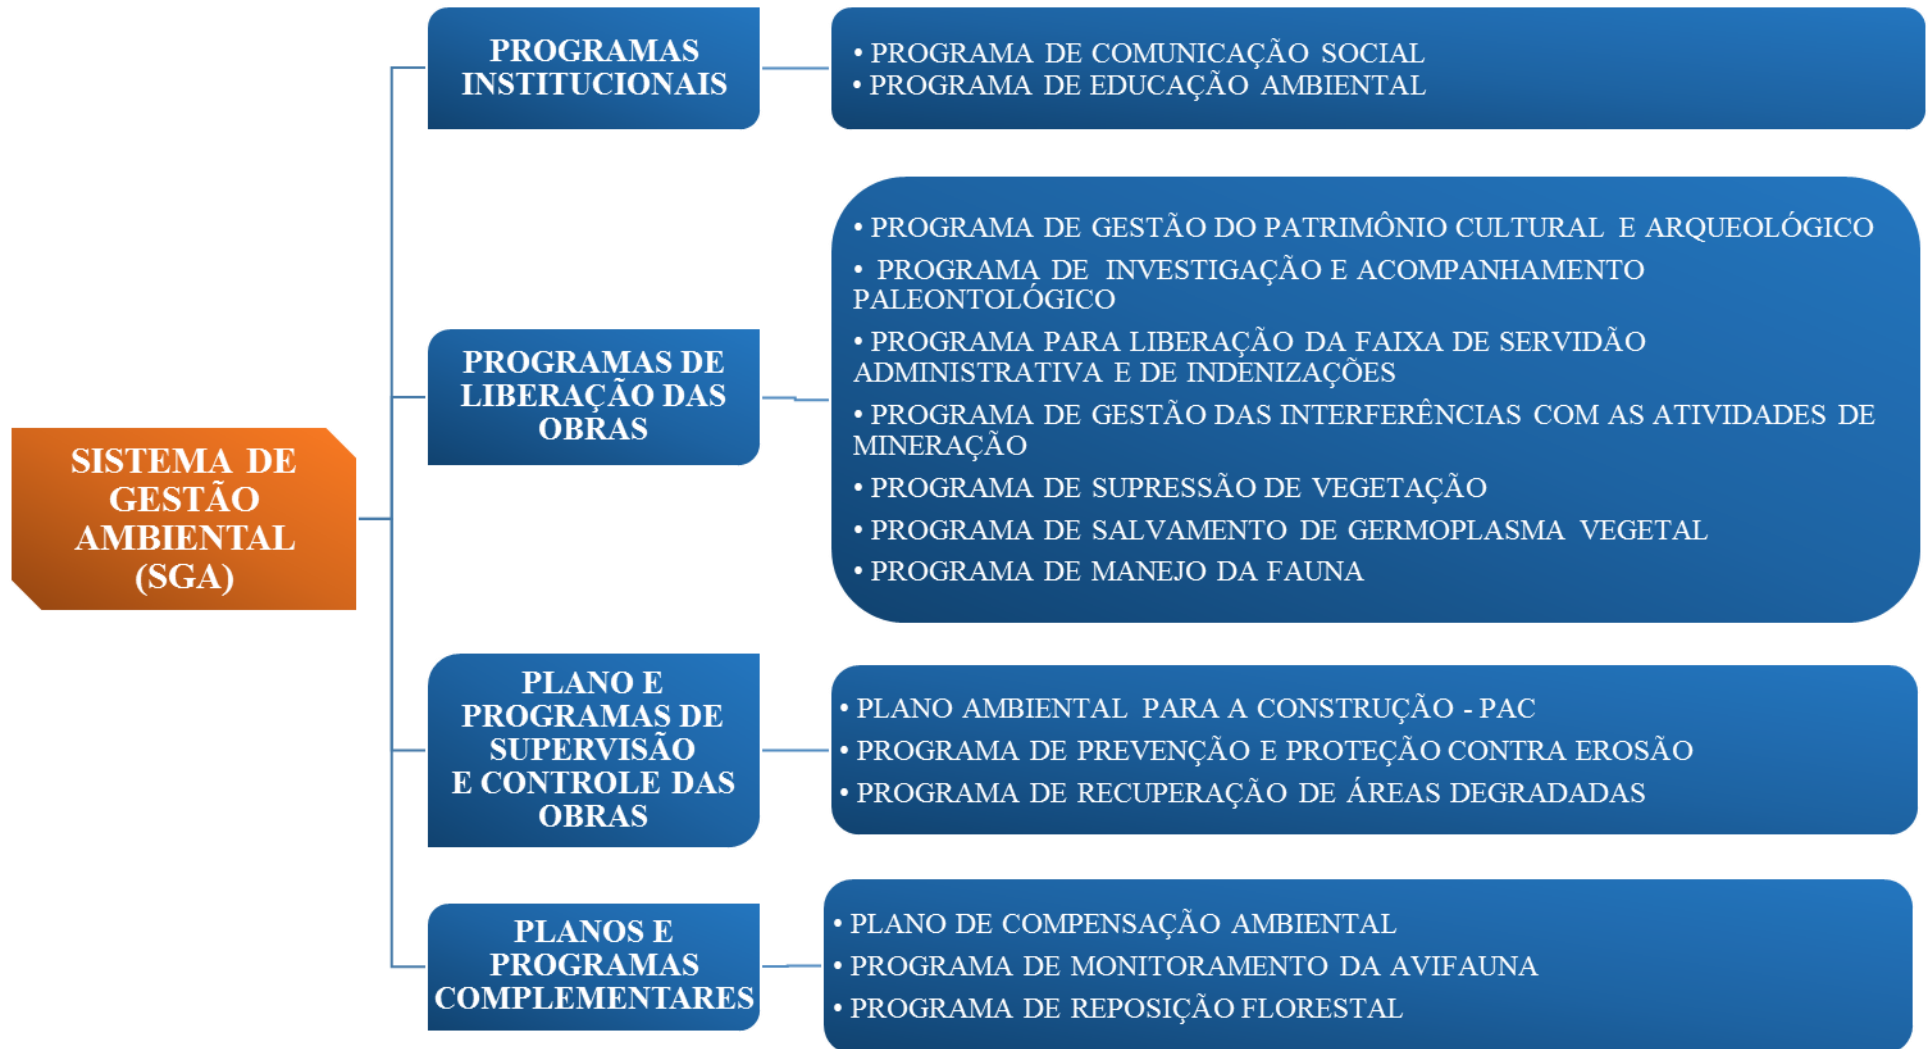 SISTEMA DE
GESTÃO
AMBIENTAL
(SGA)
PROGRAMAS
INSTITUCIONAIS
• PROGRAMA DE COMUNICAÇÃO SOCIAL
• PROGRAMA DE EDUCAÇÃO AMBIENTAL
PROGRAMAS DE
LIBERAÇÃO DAS
OBRAS
• PROGRAMA DE GESTÃO DO PATRIMÔNIO CULTURAL E ARQUEOLÓGICO
• PROGRAMA DE INVESTIGAÇÃO E ACOMPANHAMENTO
PALEONTOLÓGICO
• PROGRAMA PARA LIBERAÇÃO DA FAIXA DE SERVIDÃO
ADMINISTRATIVA E DE INDENIZAÇÕES
• PROGRAMA DE GESTÃO DAS INTERFERÊNCIAS COM AS ATIVIDADES DE
MINERAÇÃO
• PROGRAMA DE SUPRESSÃO DE VEGETAÇÃO
• PROGRAMA DE SALVAMENTO DE GERMOPLASMA VEGETAL
• PROGRAMA DE MANEJO DA FAUNA
PLANO E
PROGRAMAS DE
SUPERVISÃO
E CONTROLE DAS
OBRAS
• PLANO AMBIENTAL PARA A CONSTRUÇÃO - PAC
• PROGRAMA DE PREVENÇÃO E PROTEÇÃO CONTRA EROSÃO
• PROGRAMA DE RECUPERAÇÃO DE ÁREAS DEGRADADAS
PLANOS E
PROGRAMAS
COMPLEMENTARES
• PLANO DE COMPENSAÇÃO AMBIENTAL
• PROGRAMA DE MONITORAMENTO DA AVIFAUNA
• PROGRAMA DE REPOSIÇÃO FLORESTAL